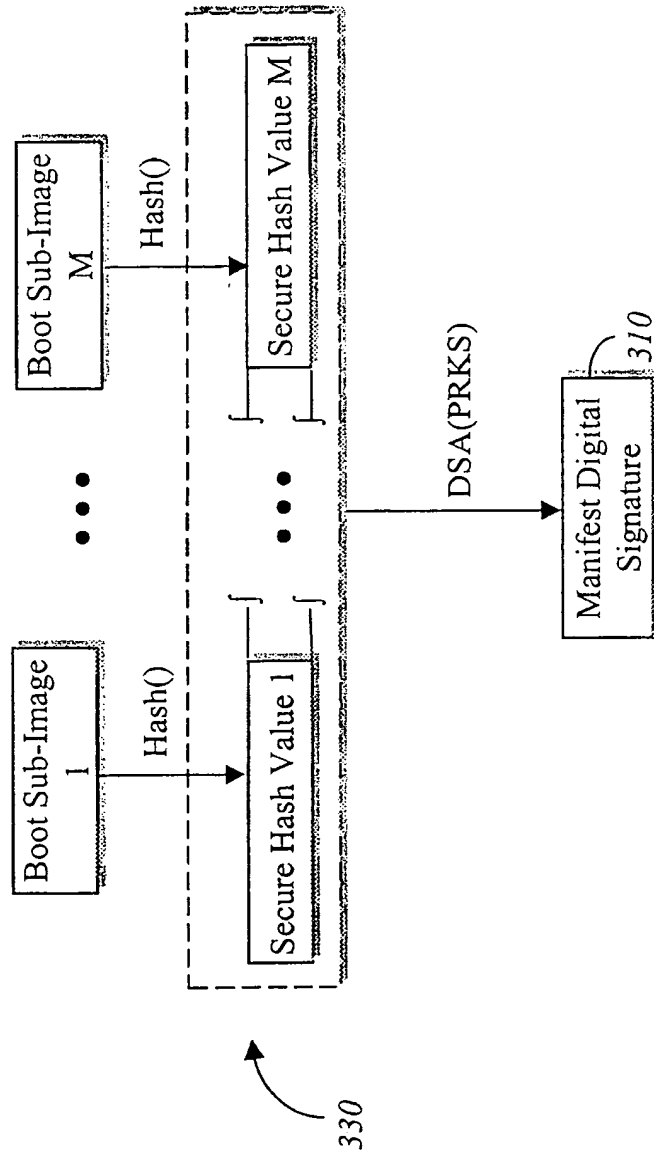 Boot Sub-Image
1
Boot Sub-Image
M
Hash()
Hash()
Secure Hash Value 1
Secure Hash Value M
330
DSA(PRKS)
Manifest Digital
Signature
310